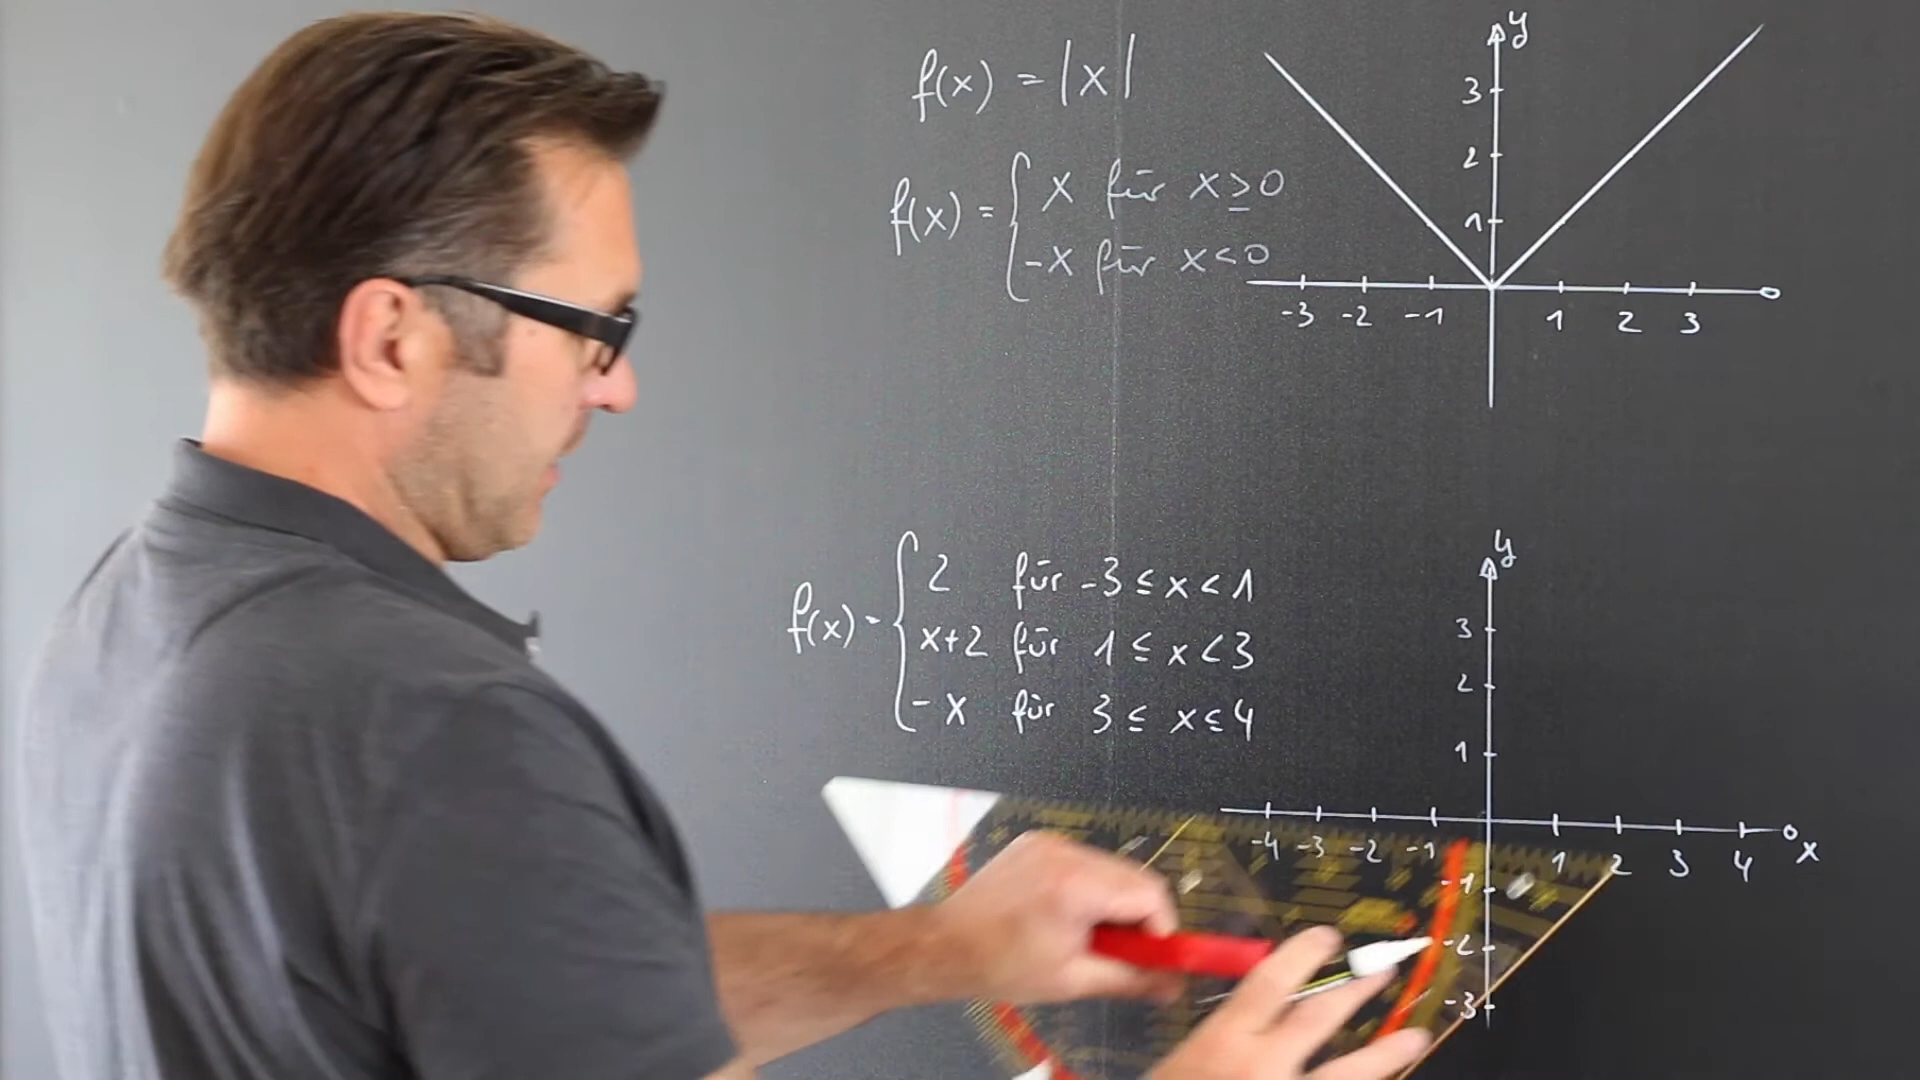 f(x) = |x|
f(x) = { x für x ≥ 0
-x für x < 0
y
3
2
1
-3 -2 -1 1 2 3
f(x) = { 2 für -3 ≤ x < 1
x+2 für 1 ≤ x < 3
-x für 3 ≤ x ≤ 4
y
3
2
1
-4 -3 -2 -1 1 2 3 4 x
-1
-2
-3